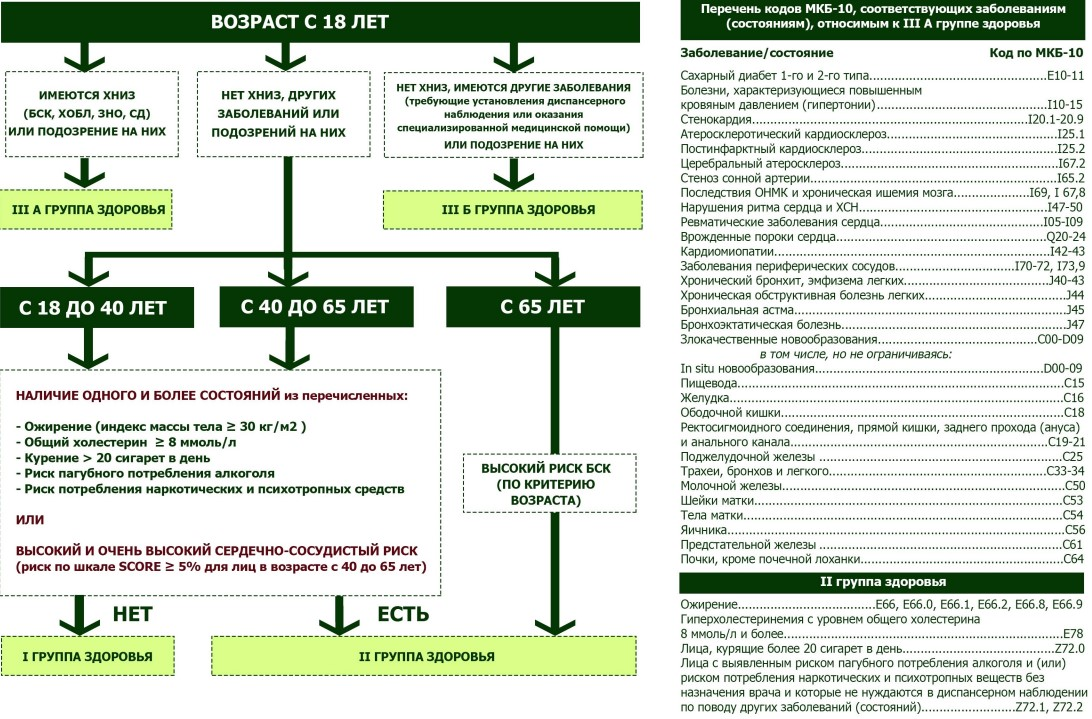 ВОЗРАСТ С 18 ЛЕТ
ИМЕЮТСЯ ХНИЗ
(БСК, ХОБЛ, ЗНО, СД)
ИЛИ ПОДОЗРЕНИЕ НА НИХ
НЕТ ХНИЗ, ДРУГИХ
ЗАБОЛЕВАНИЙ ИЛИ
ПОДОЗРЕНИЙ НА НИХ
НЕТ ХНИЗ, ИМЕЮТСЯ ДРУГИЕ ЗАБОЛЕВАНИЯ
(требующие установления диспансерного
наблюдения или оказания
специализированной медицинской помощи)
ИЛИ ПОДОЗРЕНИЕ НА НИХ
III А ГРУППА ЗДОРОВЬЯ
III Б ГРУППА ЗДОРОВЬЯ
С 18 ДО 40 ЛЕТ
С 40 ДО 65 ЛЕТ
С 65 ЛЕТ
НАЛИЧИЕ ОДНОГО И БОЛЕЕ СОСТОЯНИЙ из перечисленных:
- Ожирение (индекс массы тела ≥ 30 кг/м2 )
- Общий холестерин ≥ 8 ммоль/л
- Курение > 20 сигарет в день
- Риск пагубного потребления алкоголя
- Риск потребления наркотических и психотропных средств
ИЛИ
ВЫСОКИЙ И ОЧЕНЬ ВЫСОКИЙ СЕРДЕЧНО-СОСУДИСТЫЙ РИСК
(риск по шкале SCORE ≥ 5% для лиц в возрасте с 40 до 65 лет)
ВЫСОКИЙ РИСК БСК
(ПО КРИТЕРИЮ
ВОЗРАСТА)
НЕТ
ЕСТЬ
I ГРУППА ЗДОРОВЬЯ
II ГРУППА ЗДОРОВЬЯ
Перечень кодов МКБ-10, соответствующих заболеваниям
(состояниям), относимым к III А группе здоровья
Заболевание/состояние Код по МКБ-10
Сахарный диабет 1-го и 2-го типа.....E10-11
Болезни, характеризующиеся повышенным
кровяным давлением (гипертонии).....I10-15
Стенокардия.....I20.1-20.9
Атеросклеротический кардиосклероз.....I25.1
Постинфарктный кардиосклероз.....I25.2
Церебральный атеросклероз.....I67.2
Стеноз сонной артерии.....I65.2
Последствия ОНМК и хроническая ишемия мозга.....I69, I 67,8
Нарушения ритма сердца и ХСН.....I47-50
Ревматические заболевания сердца.....I05-I09
Врожденные пороки сердца.....Q20-24
Кардиомиопатии.....I42-43
Заболевания периферических сосудов.....I70-72, I73,9
Хронический бронхит, эмфизема легких.....J40-43
Хроническая обструктивная болезнь легких.....J44
Бронхиальная астма.....J45
Бронхоэктатическая болезнь.....J47
Злокачественные новообразования.....C00-D09
в том числе, но не ограничиваясь:
In situ новообразования.....D00-09
Пищевода.....C15
Желудка.....C16
Ободочной кишки.....C18
Ректосигмоидного соединения, прямой кишки, заднего прохода (ануса)
и анального канала.....C19-21
Поджелудочной железы .....C25
Трахеи, бронхов и легкого.....C33-34
Молочной железы.....C50
Шейки матки.....C53
Тела матки.....C54
Яичника.....C56
Предстательной железы .....C61
Почки, кроме почечной лоханки.....C64
II группа здоровья
Ожирение.....E66, E66.0, E66.1, E66.2, E66.8, E66.9
Гиперхолестеринемия с уровнем общего холестерина
8 ммоль/л и более.....E78
Лица, курящие более 20 сигарет в день.....Z72.0
Лица с выявленным риском пагубного потребления алкоголя и (или)
риском потребления наркотических и психотропных веществ без
назначения врача и которые не нуждаются в диспансерном наблюдении
по поводу других заболеваний (состояний).....Z72.1, Z72.2